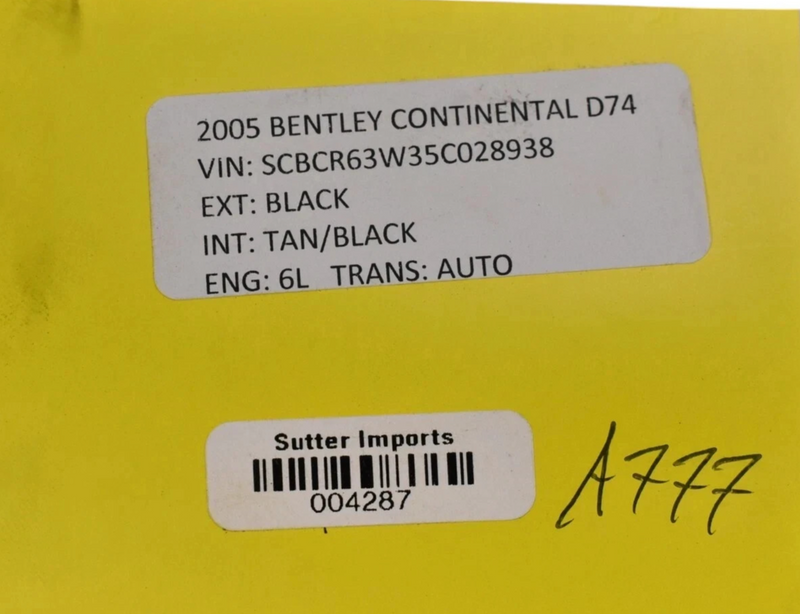 2005 BENTLEY CONTINENTAL D74
VIN: SCBCR63W35C028938
EXT: BLACK
INT: TAN/BLACK
ENG: 6L TRANS: AUTO
Sutter Imports
004287
A777